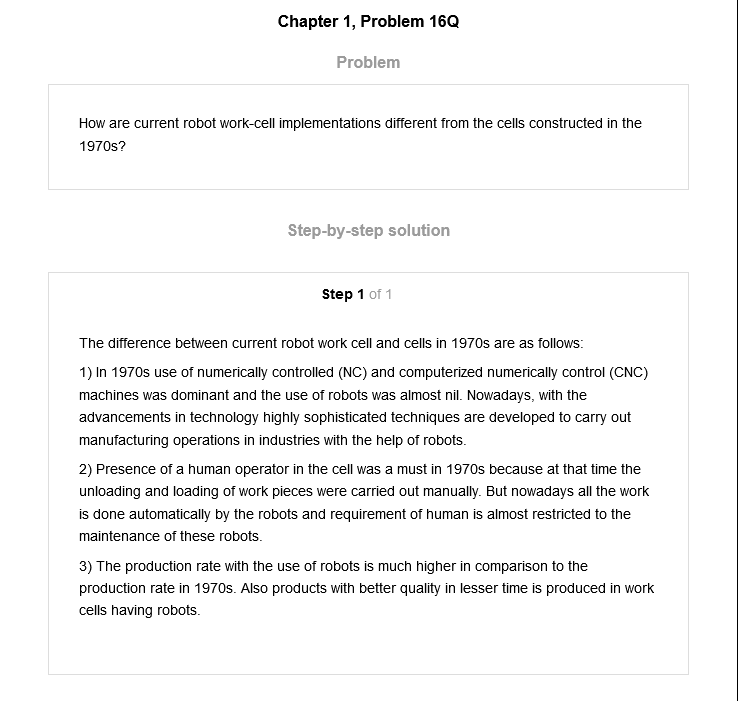 Chapter 1, Problem 16Q
Problem
How are current robot work-cell implementations different from the cells constructed in the
1970s?
Step-by-step solution
Step 1 of 1
The difference between current robot work cell and cells in 1970s are as follows:
1) In 1970s use of numerically controlled (NC) and computerized numerically control (CNC)
machines was dominant and the use of robots was almost nil. Nowadays, with the
advancements in technology highly sophisticated techniques are developed to carry out
manufacturing operations in industries with the help of robots.
2) Presence of a human operator in the cell was a must in 1970s because at that time the
unloading and loading of work pieces were carried out manually. But nowadays all the work
is done automatically by the robots and requirement of human is almost restricted to the
maintenance of these robots.
3) The production rate with the use of robots is much higher in comparison to the
production rate in 1970s. Also products with better quality in lesser time is produced in work
cells having robots.